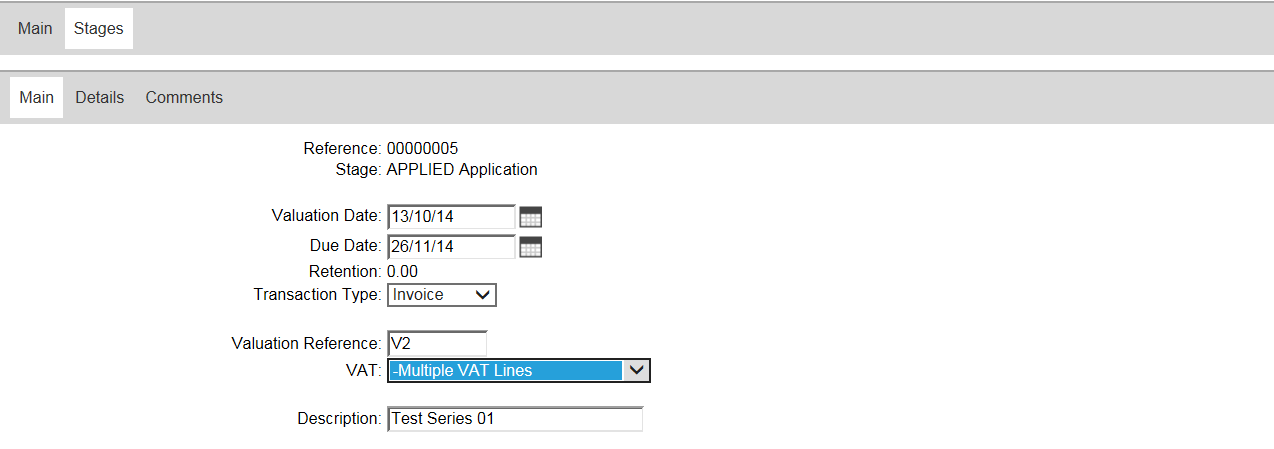 Main Stages
Main Details Comments
Reference: 00000005
Stage: APPLIED Application
Valuation Date: 13/10/14
Due Date: 26/11/14
Retention: 0.00
Transaction Type: Invoice
Valuation Reference: V2
VAT: -Multiple VAT Lines
Description: Test Series 01